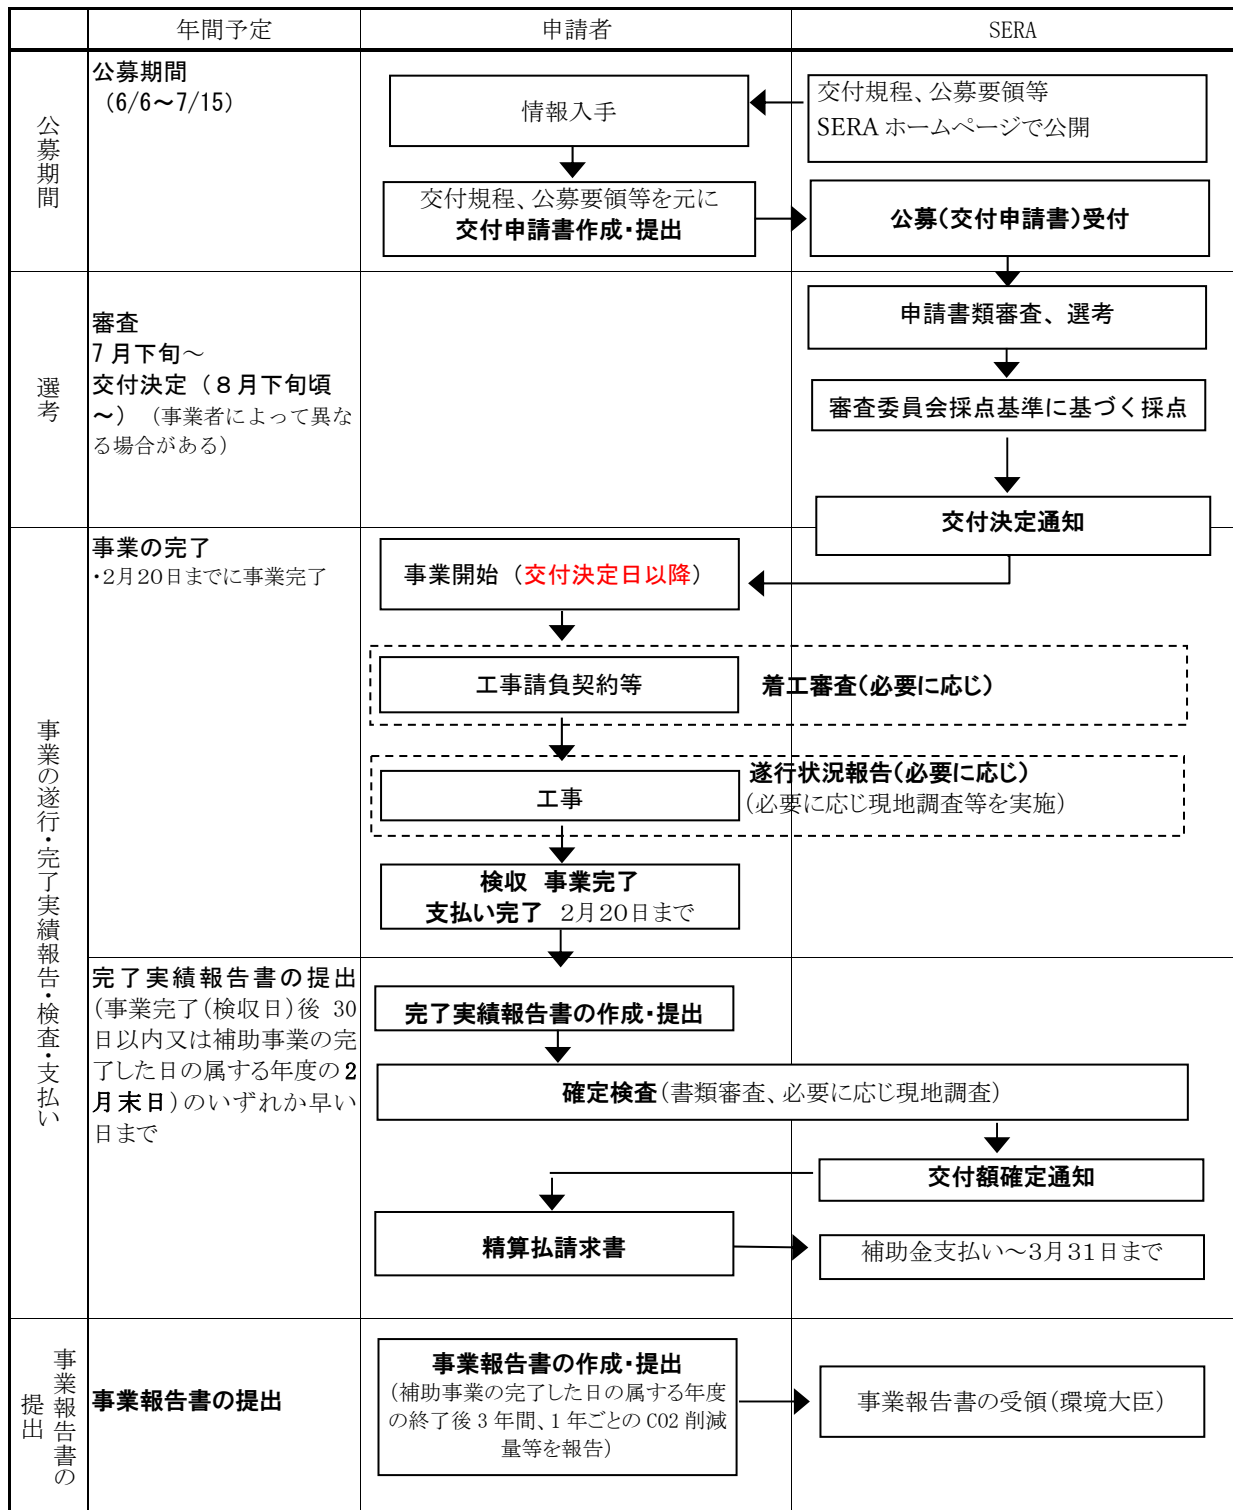 年間予定
申請者
SERA
公募期間
公募期間
（6/6～7/15）
情報入手
交付規程、公募要領等
SERA ホームページで公開
交付規程、公募要領等を元に
交付申請書作成・提出
公募（交付申請書）受付
選考
審査
7 月下旬～
交付決定（８月下旬頃
～）（事業者によって異な
る場合がある）
申請書類審査、選考
審査委員会採点基準に基づく採点
交付決定通知
事業の遂行・完了実績報告・検査・支払い
事業の完了
・2月20日までに事業完了
事業開始（交付決定日以降）
工事請負契約等
着工審査（必要に応じ）
工事
遂行状況報告（必要に応じ）
（必要に応じ現地調査等を実施）
検収 事業完了
支払い完了 2月20日まで
完了実績報告書の提出
（事業完了（検収日）後 30
日以内又は補助事業の完
了した日の属する年度の2
月末日）のいずれか早い
日まで
完了実績報告書の作成・提出
確定検査（書類審査、必要に応じ現地調査）
交付額確定通知
精算払請求書
補助金支払い～3月31日まで
事業報告書の
提出
事業報告書の提出
事業報告書の作成・提出
（補助事業の完了した日の属する年度
の終了後 3 年間、1 年ごとの CO2 削減
量等を報告）
事業報告書の受領（環境大臣）